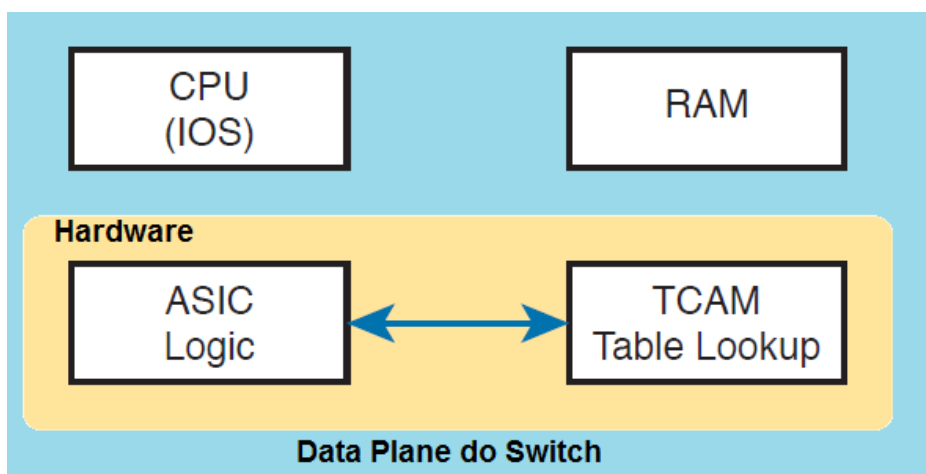 CPU
(IOS)
RAM
Hardware
ASIC
Logic
TCAM
Table Lookup
Data Plane do Switch